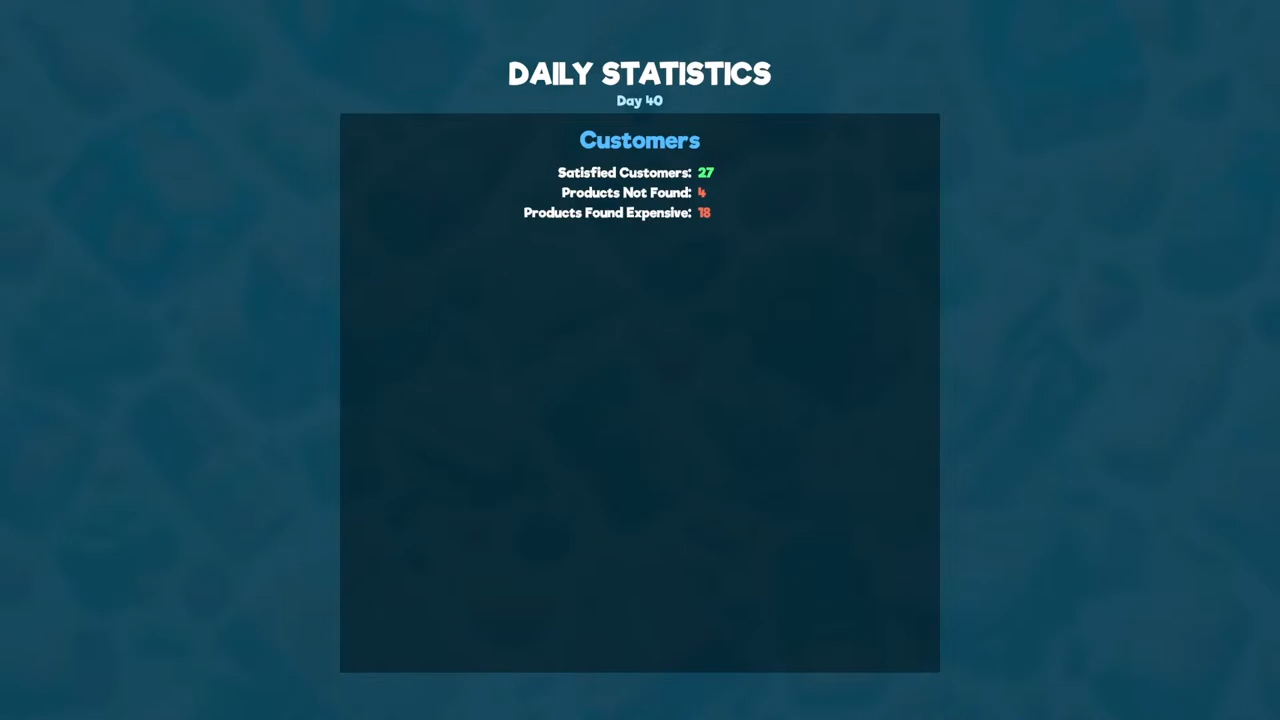 DAILY STATISTICS
Day 40
Customers
Satisfied Customers: 27
Products Not Found: 4
Products Found Expensive: 18